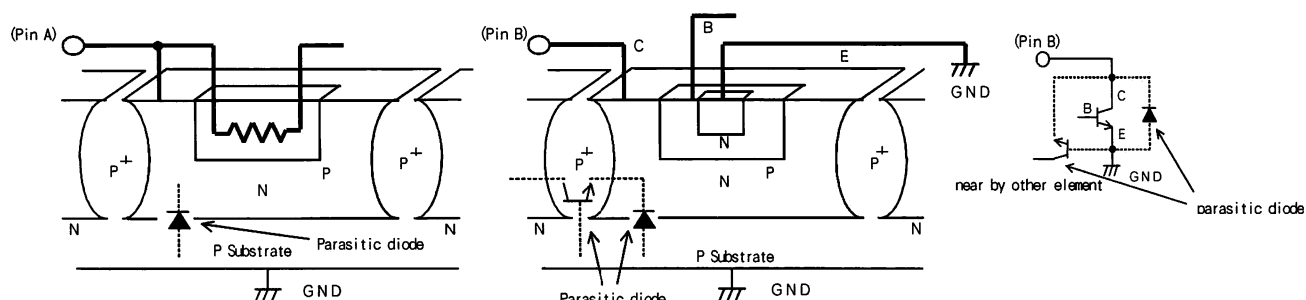 (Pin A)
P+
N
P
P+
N
N
P Substrate
Parasitic diode
GND
(Pin B)
C
B
E
GND
P+
N
N
P
P+
N
N
P Substrate
GND
Parasitic diode
(Pin B)
C
B
E
GND
near by other element
parasitic diode